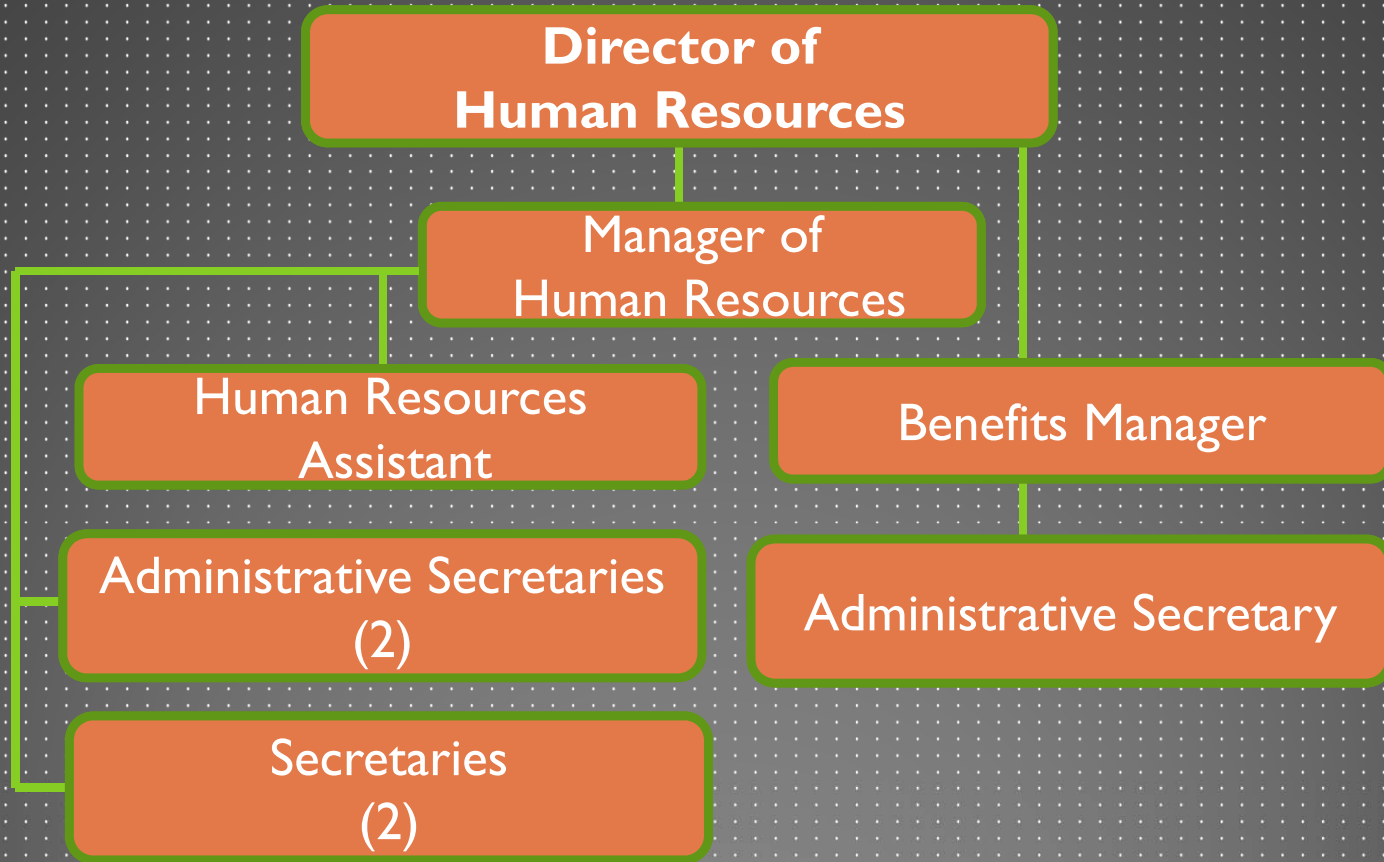 Director of
Human Resources
Manager of
Human Resources
Human Resources
Assistant
Benefits Manager
Administrative Secretaries
(2)
Administrative Secretary
Secretaries
(2)